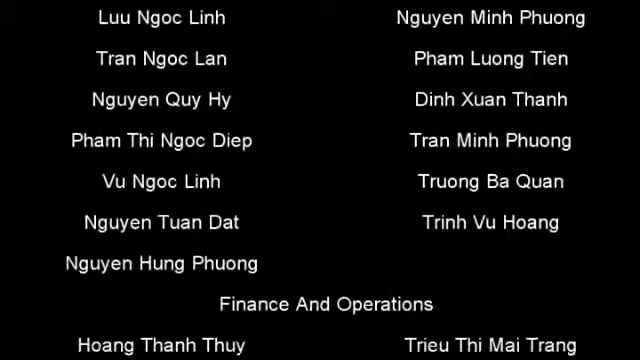 Luu Ngoc Linh Nguyen Minh Phuong
Tran Ngoc Lan Pham Luong Tien
Nguyen Quy Hy Dinh Xuan Thanh
Pham Thi Ngoc Diep Tran Minh Phuong
Vu Ngoc Linh Truong Ba Quan
Nguyen Tuan Dat Trinh Vu Hoang
Nguyen Hung Phuong
Finance And Operations
Hoang Thanh Thuy Trieu Thi Mai Trang